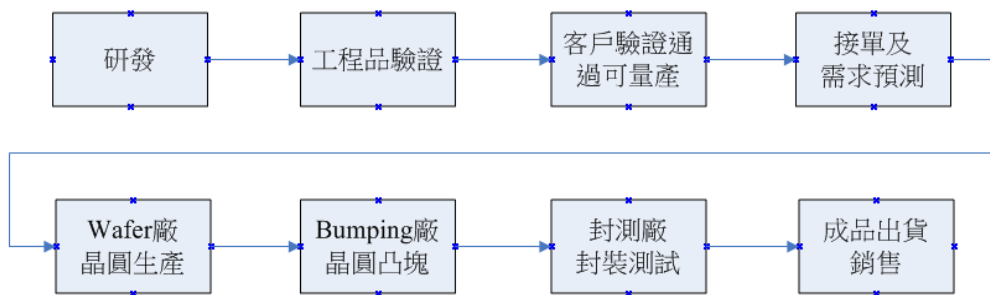 研發
工程品驗證
客戶驗證通
過可量產
接單及
需求預測
Wafer廠
晶圓生產
Bumping廠
晶圓凸塊
封測廠
封裝測試
成品出貨
銷售